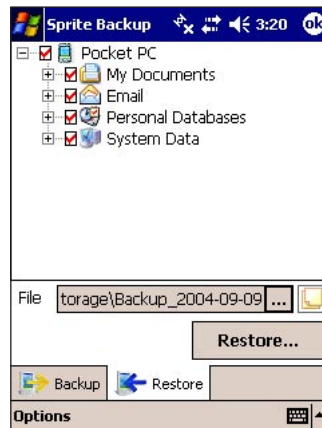 Sprite Backup 3:20 ok
Pocket PC
My Documents
Email
Personal Databases
System Data
File torage\Backup_2004-09-09 ...
Restore...
Backup Restore
Options